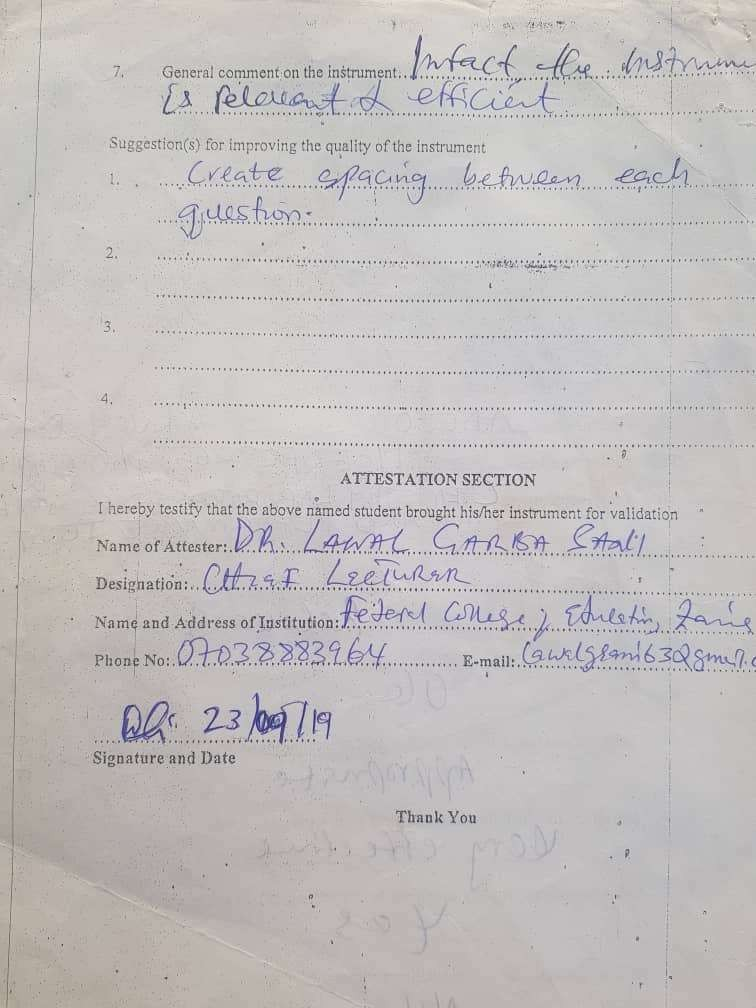 7. General comment on the instrument.. Infact the instrume
is relevant & efficient
Suggestion(s) for improving the quality of the instrument
1. Create spacing between each
question.
2.
3.
4.
ATTESTATION SECTION
I hereby testify that the above named student brought his/her instrument for validation
Name of Attester: DR. LAWAL GARBA
Designation: Chief LECTURER
Name and Address of Institution: Federal College of Education,
Phone No: 07038883964 E-mail:
23/09/19
Signature and Date
Thank You